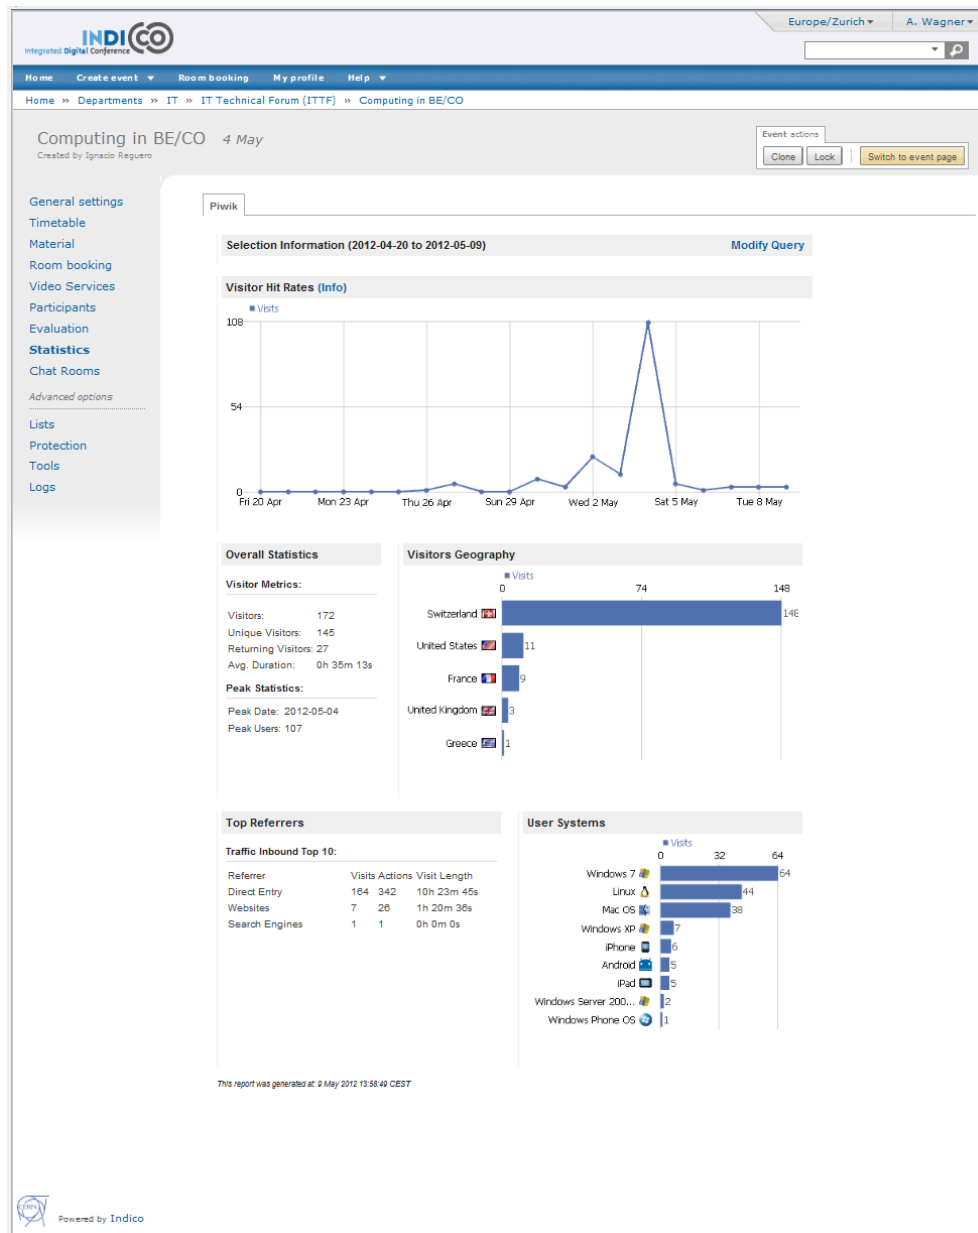 Europe/Zurich A. Wagner
INDICO
Integrated Digital Conference
Home Create event Room booking My profile Help
Home » Departments » IT » IT Technical Forum (ITTF) » Computing in BE/CO
Computing in BE/CO 4 May
Created by Ignacio Reguero
Event actions
Clone Lock Switch to event page
General settings
Timetable
Material
Room booking
Video Services
Participants
Evaluation
Statistics
Chat Rooms
Advanced options
Lists
Protection
Tools
Logs
Piwik
Selection Information (2012-04-20 to 2012-05-09) Modify Query
Visitor Hit Rates (Info)
Visits
108
54
0
Fri 20 Apr Mon 23 Apr Thu 26 Apr Sun 29 Apr Wed 2 May Sat 5 May Tue 8 May
Overall Statistics
Visitor Metrics:
Visitors: 172
Unique Visitors: 145
Returning Visitors: 27
Avg. Duration: 0h 35m 13s
Peak Statistics:
Peak Date: 2012-05-04
Peak Users: 107
Visitors Geography
Visits
0 74 148
Switzerland 148
United States 11
France 9
United Kingdom 3
Greece 1
Top Referrers
Traffic Inbound Top 10:
Referrer Visits Actions Visit Length
Direct Entry 164 342 10h 23m 45s
Websites 7 26 1h 20m 36s
Search Engines 1 1 0h 0m 0s
User Systems
Visits
0 32 64
Windows 7 64
Linux 44
Mac OS 38
Windows XP 7
iPhone 6
Android 5
iPad 5
Windows Server 200... 2
Windows Phone OS 1
This report was generated at: 9 May 2012 13:58:49 CEST
CERN
Powered by Indico